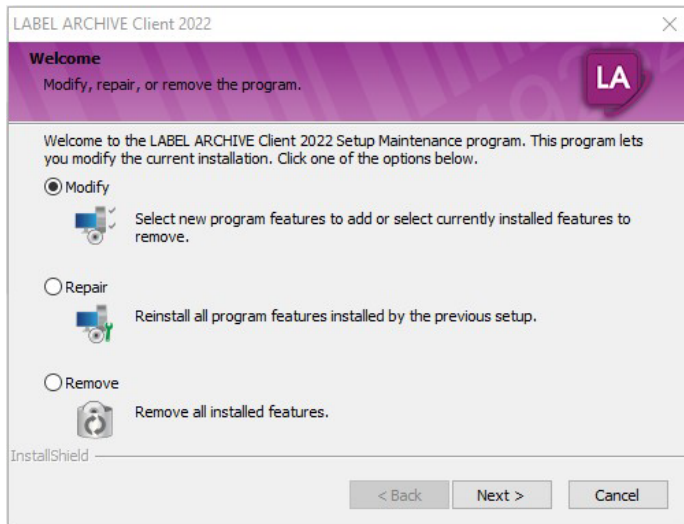 LABEL ARCHIVE Client 2022
Welcome
Modify, repair, or remove the program.
LA
Welcome to the LABEL ARCHIVE Client 2022 Setup Maintenance program. This program lets
you modify the current installation. Click one of the options below.
Modify
Select new program features to add or select currently installed features to
remove.
Repair
Reinstall all program features installed by the previous setup.
Remove
Remove all installed features.
InstallShield
< Back Next > Cancel